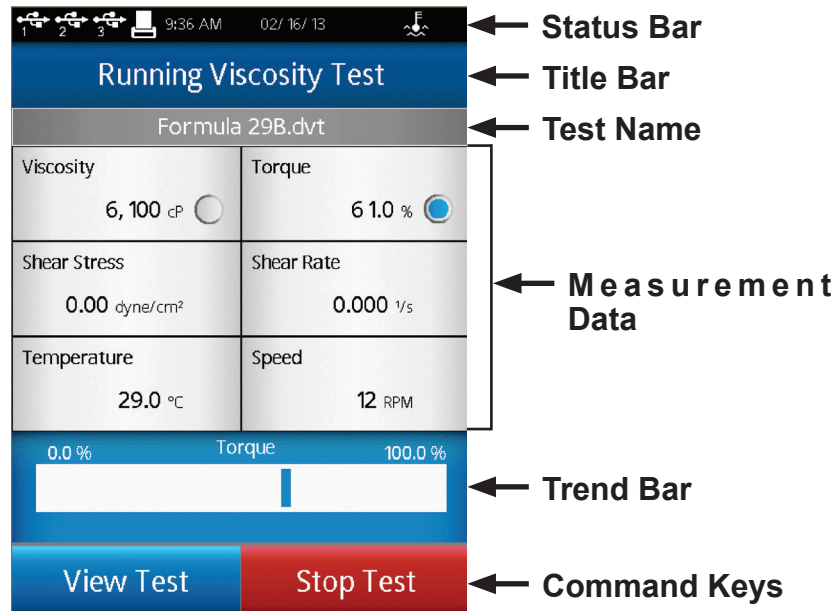 1 2 3 9:36 AM 02/16/13
Status Bar
Running Viscosity Test
Title Bar
Formula 29B.dvt
Test Name
Viscosity
6,100 cP
Torque
61.0 %
Shear Stress
0.00 dyne/cm²
Shear Rate
0.000 ¹/s
Measurement
Data
Temperature
29.0 °C
Speed
12 RPM
0.0 % Torque 100.0 %
Trend Bar
View Test
Stop Test
Command Keys